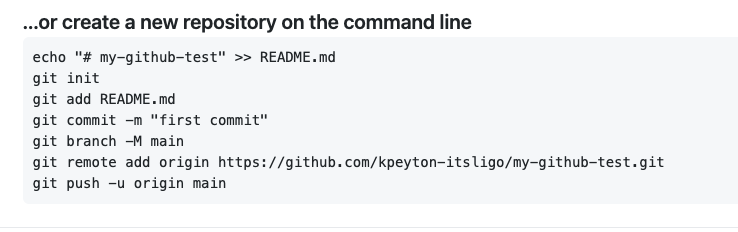 ...or create a new repository on the command line
echo "# my-github-test" >> README.md
git init
git add README.md
git commit -m "first commit"
git branch -M main
git remote add origin https://github.com/kpeyton-itsligo/my-github-test.git
git push -u origin main